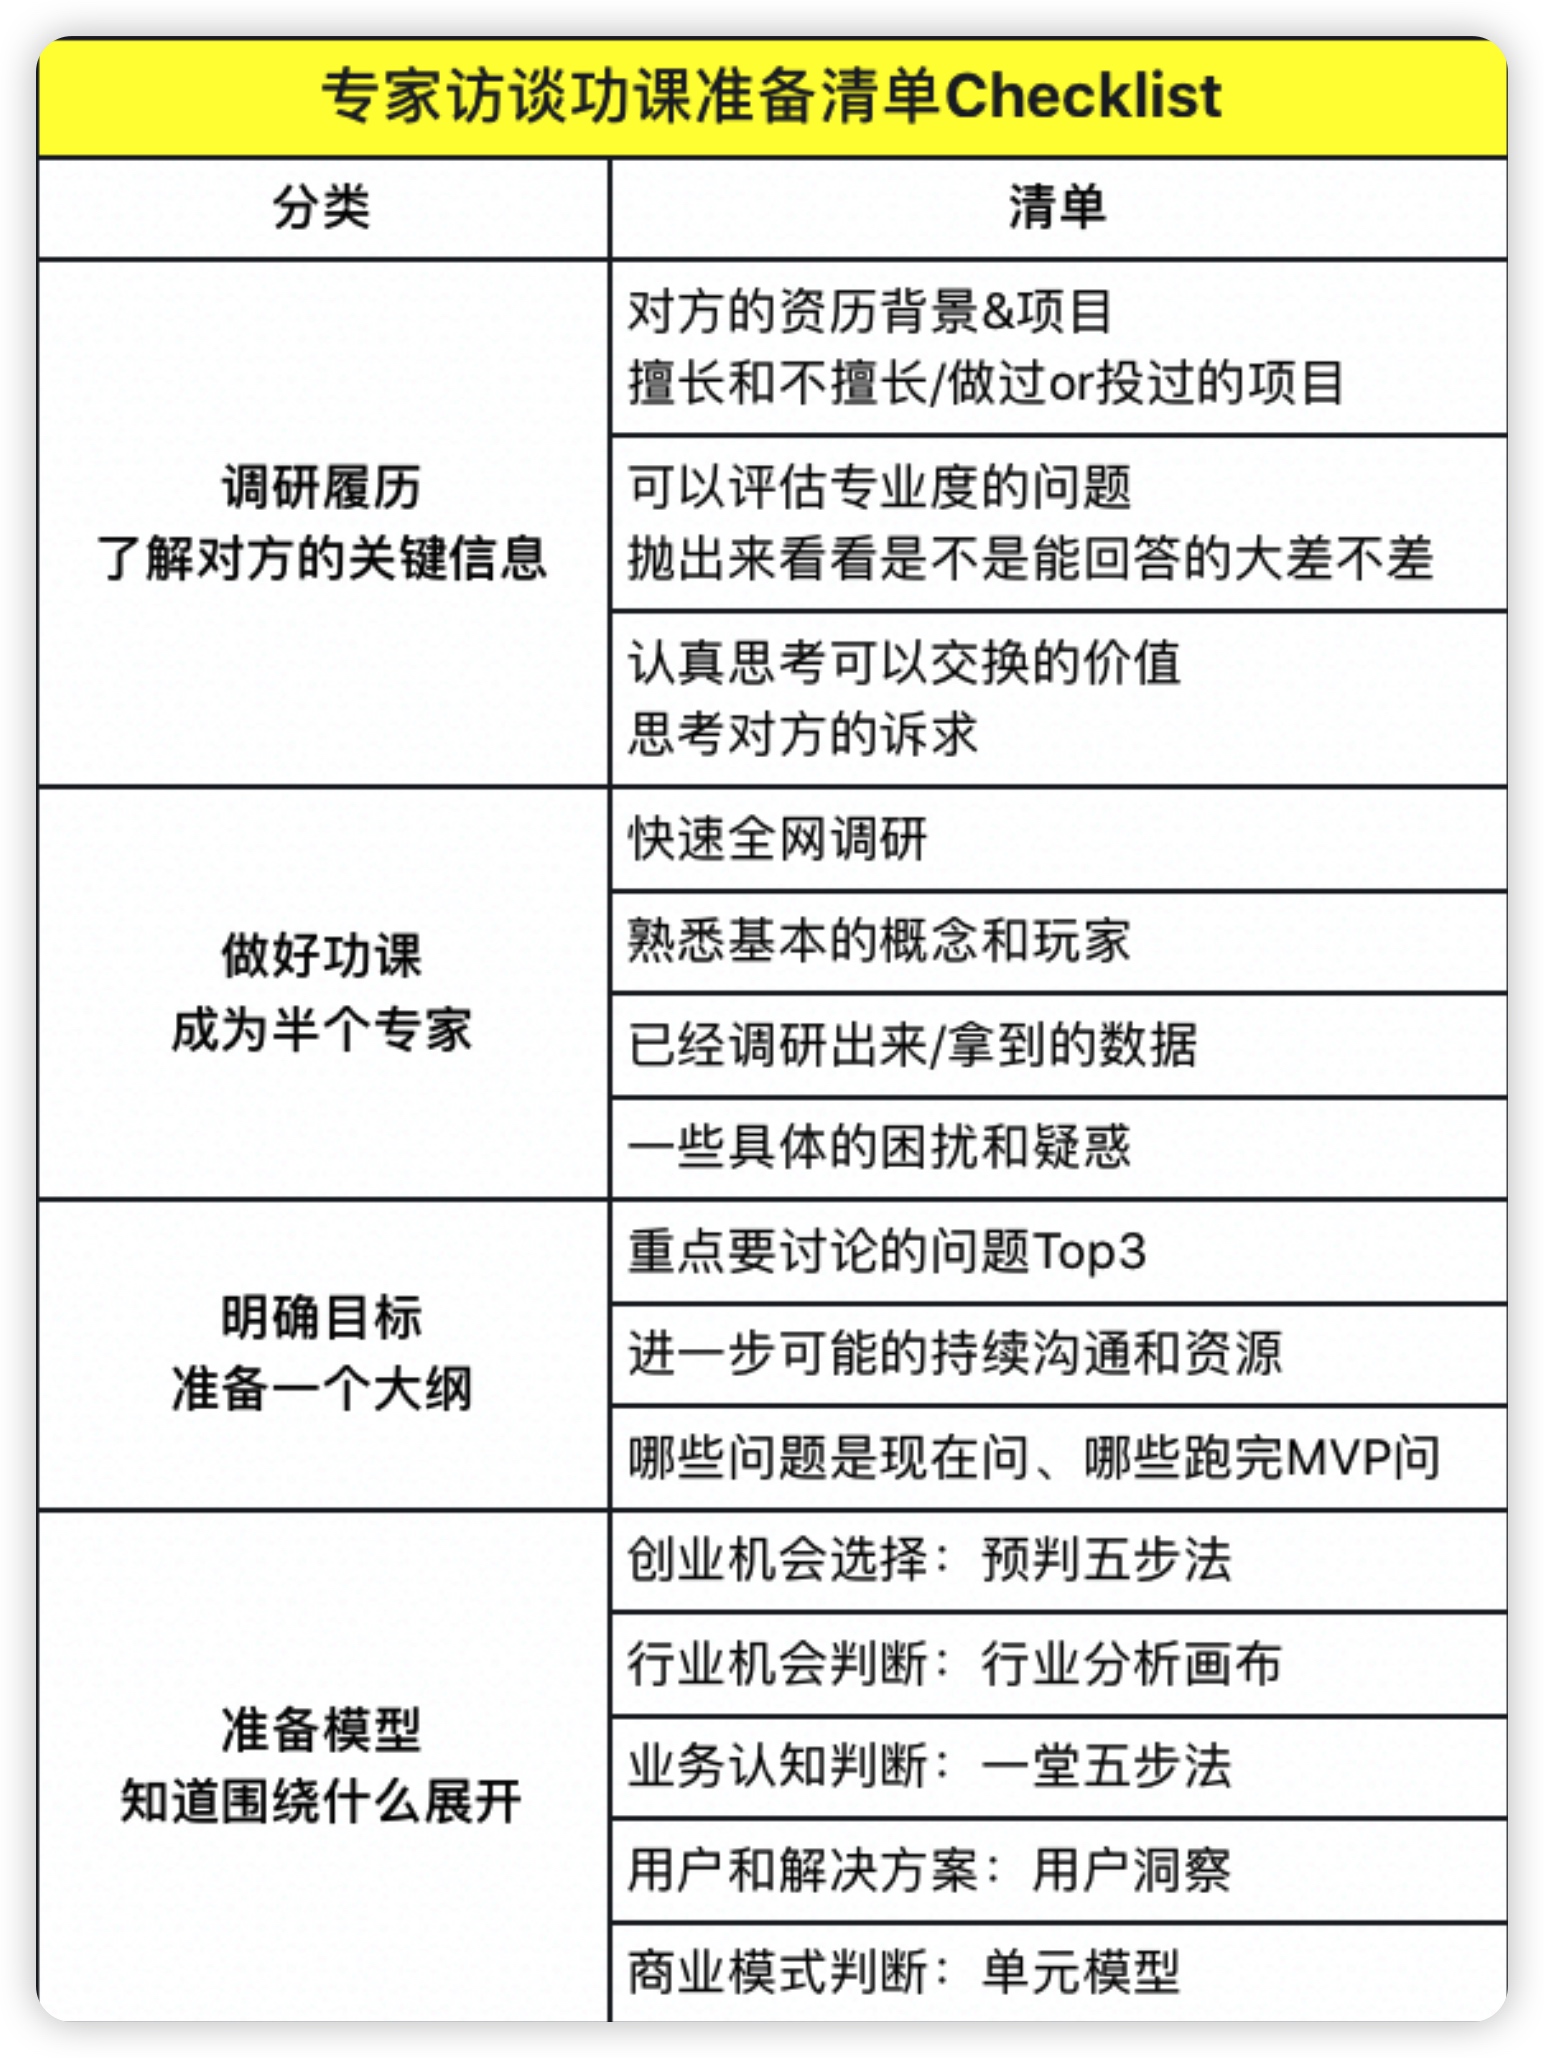 专家访谈功课准备清单Checklist
分类
清单
调研履历
了解对方的关键信息
对方的资历背景&项目
擅长和不擅长/做过or投过的项目
可以评估专业度的问题
抛出来看看是不是能回答的大差不差
认真思考可以交换的价值
思考对方的诉求
做好功课
成为半个专家
快速全网调研
熟悉基本的概念和玩家
已经调研出来/拿到的数据
一些具体的困扰和疑惑
明确目标
准备一个大纲
重点要讨论的问题Top3
进一步可能的持续沟通和资源
哪些问题是现在问、哪些跑完MVP问
准备模型
知道围绕什么展开
创业机会选择：预判五步法
行业机会判断：行业分析画布
业务认知判断：一堂五步法
用户和解决方案：用户洞察
商业模式判断：单元模型